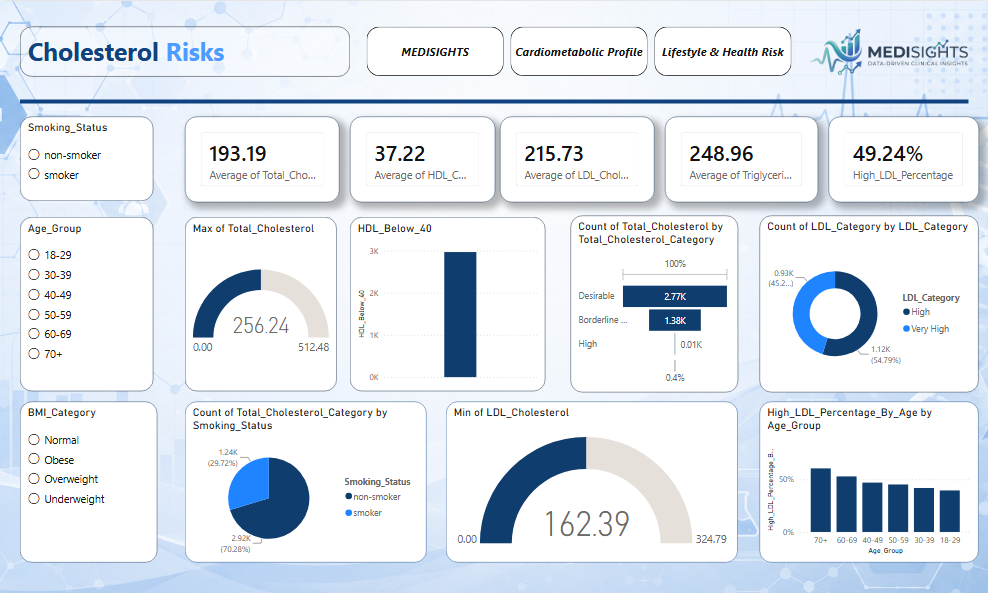 Cholesterol Risks
MEDISIGHTS
Cardiometabolic Profile
Lifestyle & Health Risk
MEDISIGHTS
DATA-DRIVEN CLINICAL INSIGHTS
Smoking_Status
non-smoker
smoker
193.19
Average of Total_Cho...
37.22
Average of HDL_C...
215.73
Average of LDL_Chol...
248.96
Average of Triglyceri...
49.24%
High_LDL_Percentage
Age_Group
18-29
30-39
40-49
50-59
60-69
70+
Max of Total_Cholesterol
256.24
0.00
512.48
HDL_Below_40
HDL_Below_40
3K
2K
1K
0K
Count of Total_Cholesterol by
Total_Cholesterol_Category
100%
Desirable
2.77K
Borderline ...
1.38K
High
0.01K
0.4%
Count of LDL_Category by LDL_Category
0.93K
(45.2...)
1.12K
(54.79%)
LDL_Category
High
Very High
BMI_Category
Normal
Obese
Overweight
Underweight
Count of Total_Cholesterol_Category by
Smoking_Status
1.24K
(29.72%)
2.92K
(70.28%)
Smoking_Status
non-smoker
smoker
Min of LDL_Cholesterol
162.39
0.00
324.79
High_LDL_Percentage_By_Age by
Age_Group
High_LDL_Percentage_B...
50%
0%
70+
60-69
40-49
50-59
30-39
18-29
Age Group